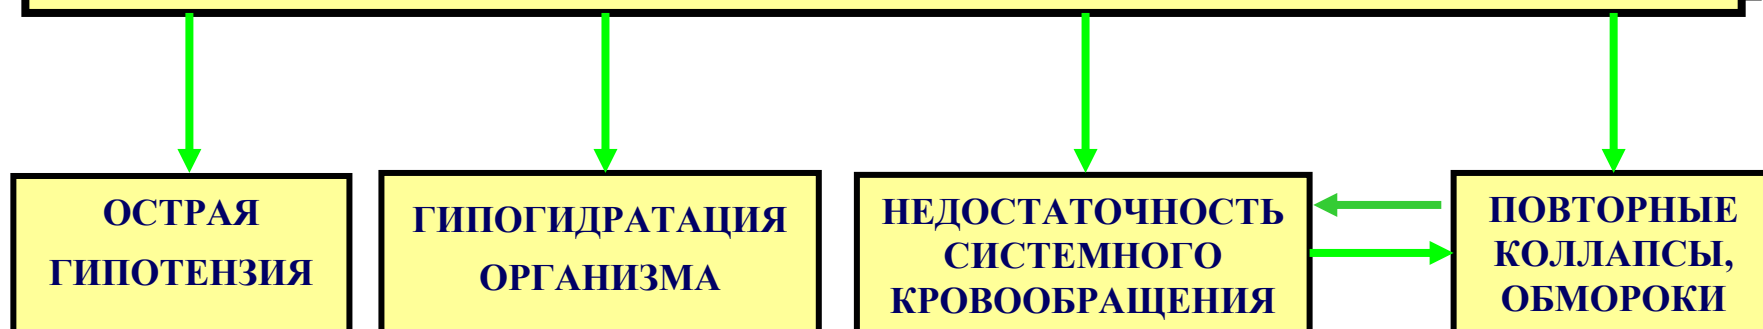 ОСТРАЯ
ГИПОТЕНЗИЯ
ГИПОГИДРАТАЦИЯ
ОРГАНИЗМА
НЕДОСТАТОЧНОСТЬ
СИСТЕМНОГО
КРОВООБРАЩЕНИЯ
ПОВТОРНЫЕ
КОЛЛАПСЫ,
ОБМОРОКИ